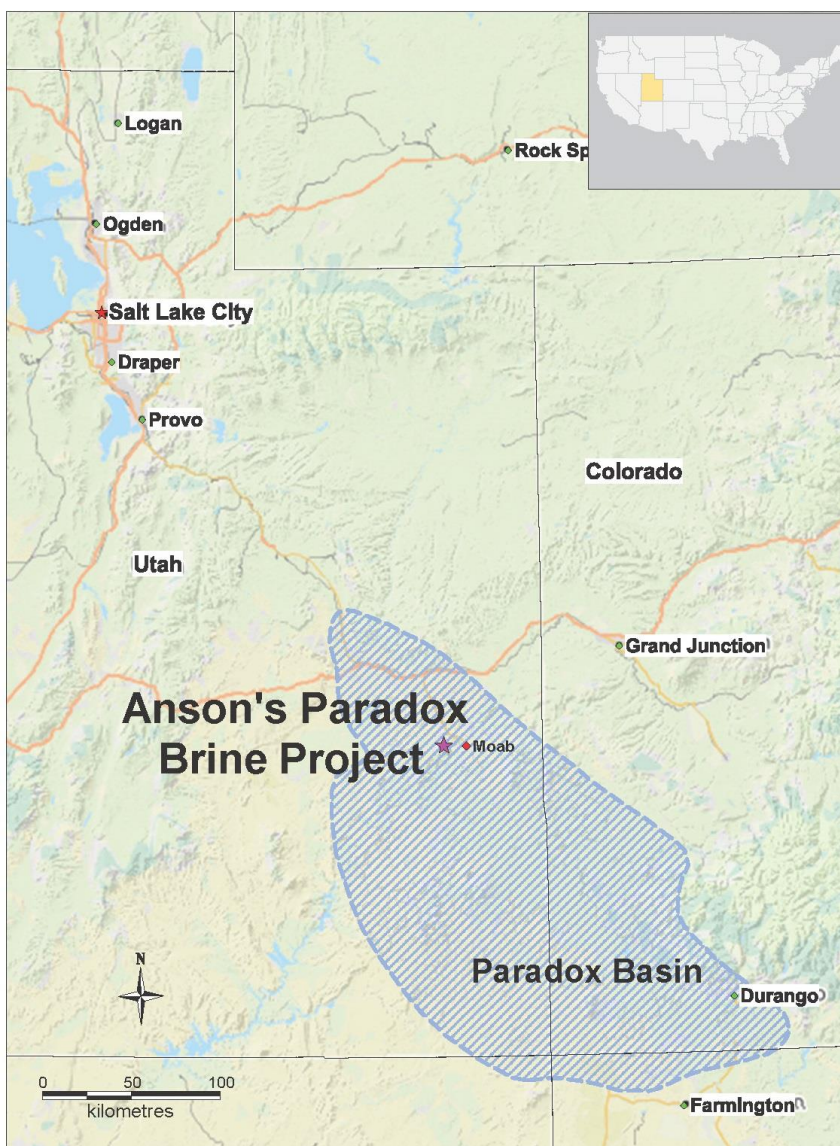 Logan
Rock Sp
Ogden
Salt Lake City
Draper
Provo
Colorado
Utah
Grand Junction
Anson's Paradox
Brine Project
Moab
N
Paradox Basin
Durango
0 50 100
kilometres
Farmington